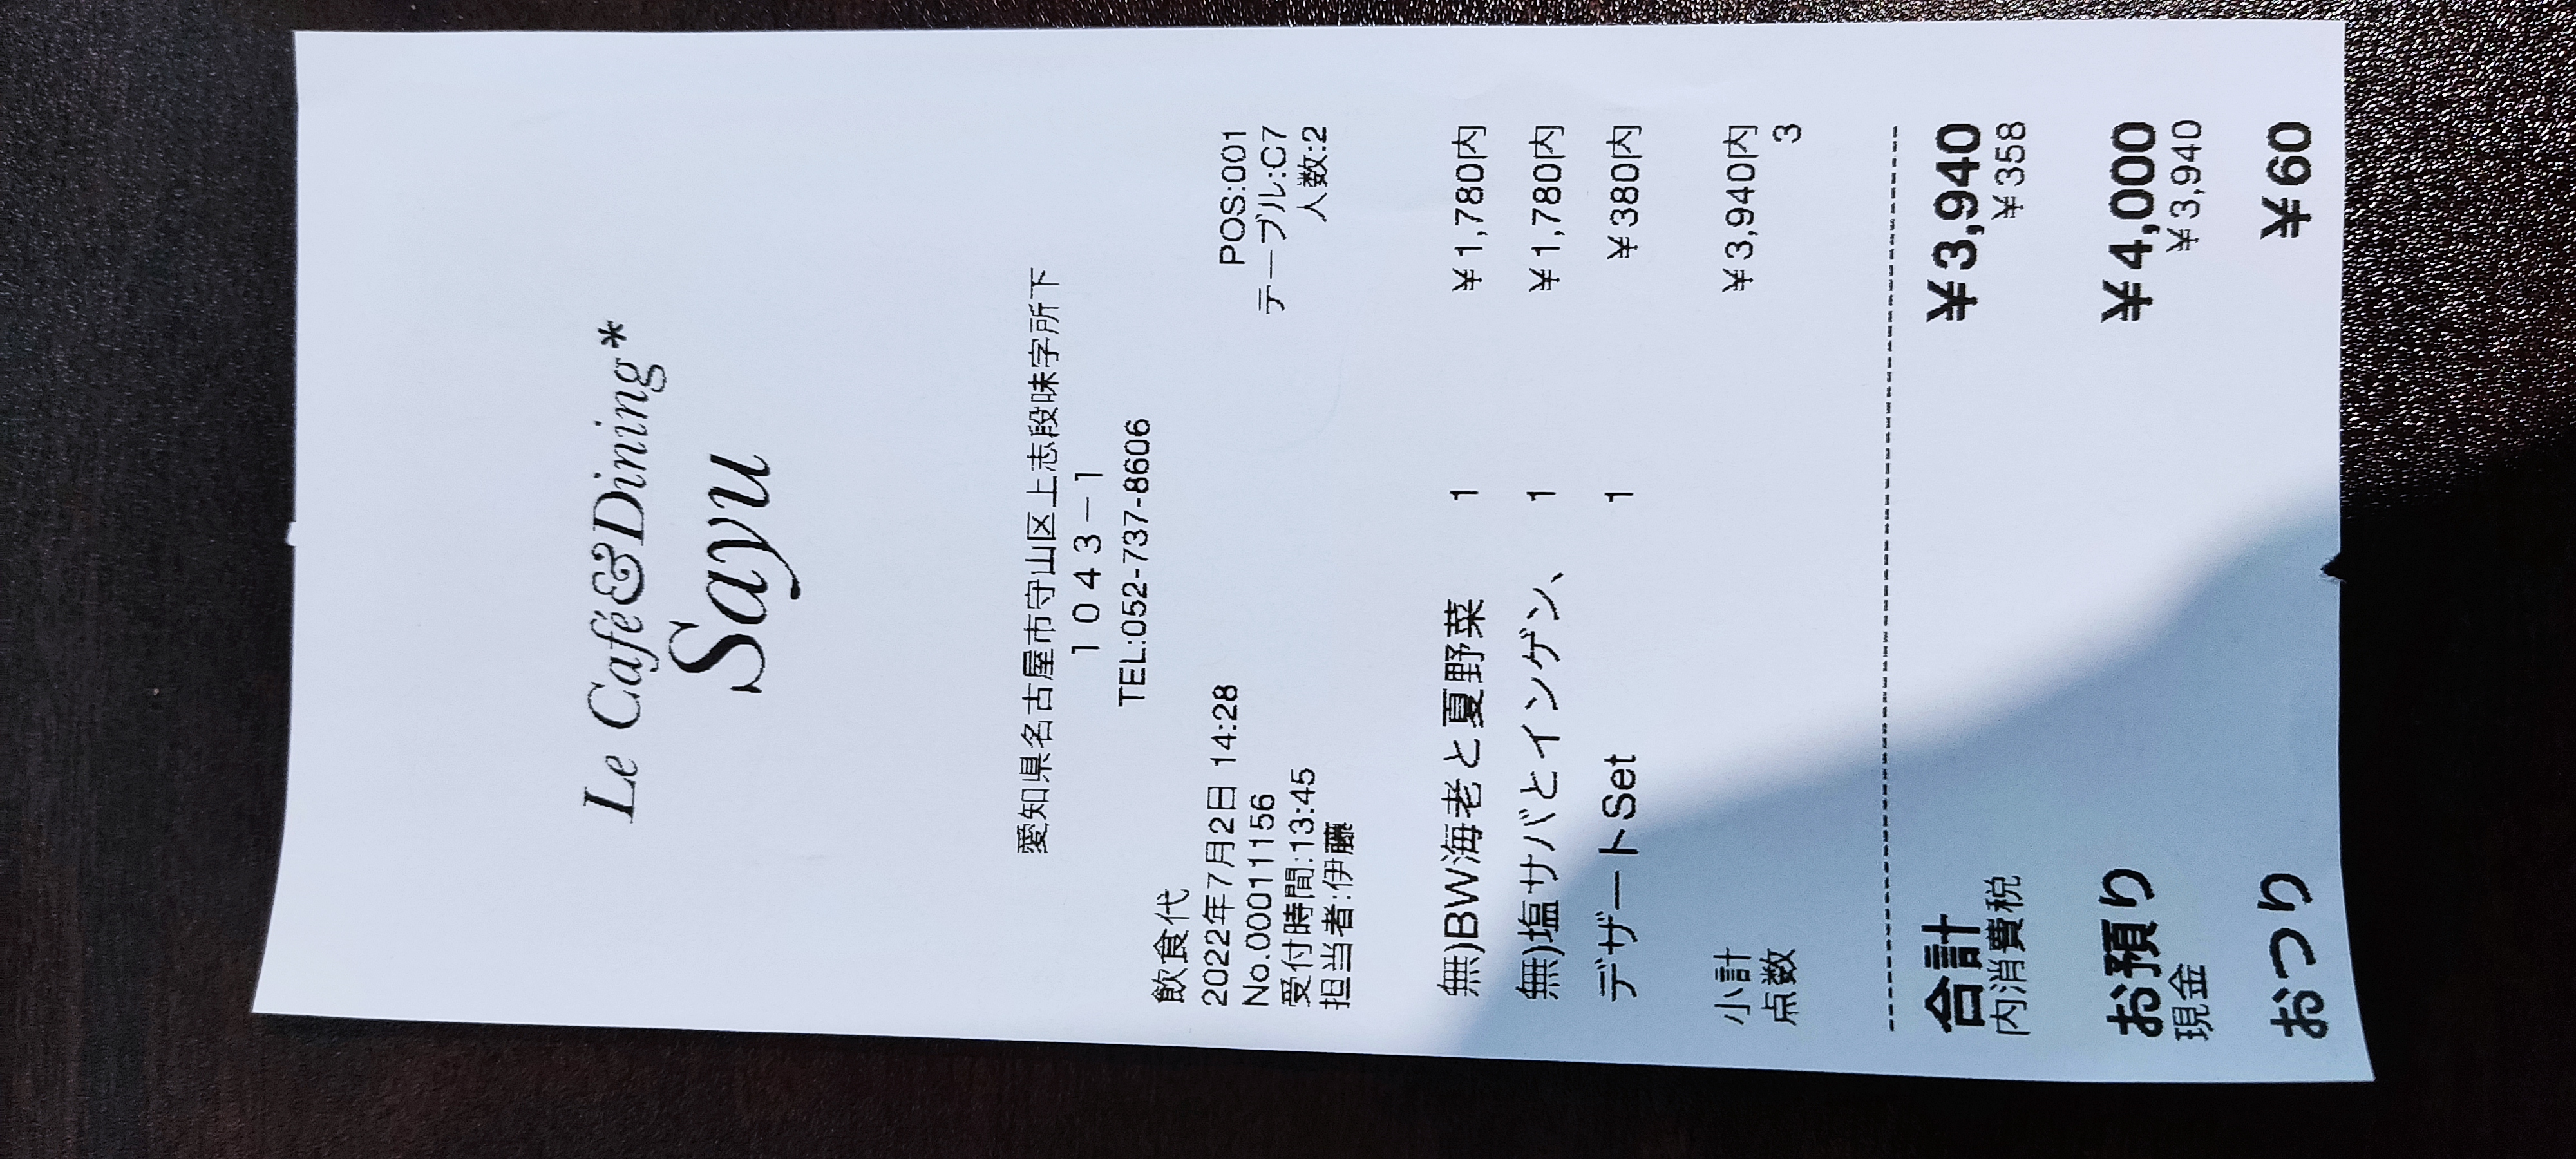 Le Café&Dining*
Sayu
愛知県名古屋市守山区上志段味字所下
1043-1
TEL:052-737-8606
飲食代
2022年7月2日 14:28
POS:001
No.00011156
テーブル:C7
受付時間:13:45
人数:2
担当者:伊藤
無)BW海老と夏野菜 1 ¥1,780内
無)塩サバとインゲン、 1 ¥1,780内
デザートSet 1 ¥380内
小計 ¥3,940内
点数 3
合計 ¥3,940
内消費税 ¥358
お預り ¥4,000
現金 ¥3,940
おつり ¥60